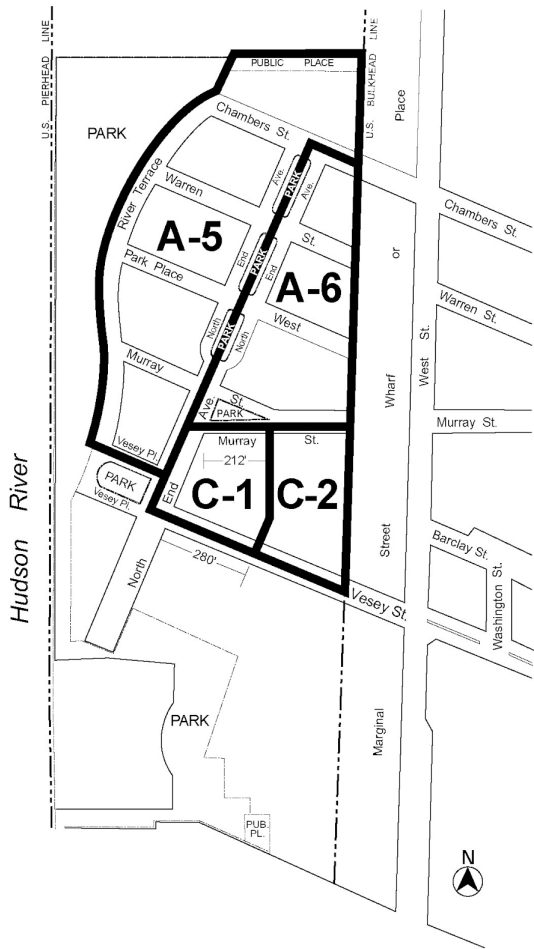 U.S. PIERHEAD LINE
U.S. BULKHEAD LINE
PUBLIC PLACE
Place
PARK
Chambers St.
Ave.
PARK
Ave.
Warren
River Terrace
A-5
St.
Chambers St.
or
End
PARK
End
A-6
Park Place
Warren St.
North
PARK
North
West
West St.
Wharf
Murray
St.
Ave.
PARK
Murray St.
Vesey Pl.
Murray St.
212'
C-1
C-2
PARK
Vesey Pl.
End
Hudson River
Street
Barclay St.
280'
North
Vesey St.
Washington St.
PARK
Marginal
PUB.
PL.
N